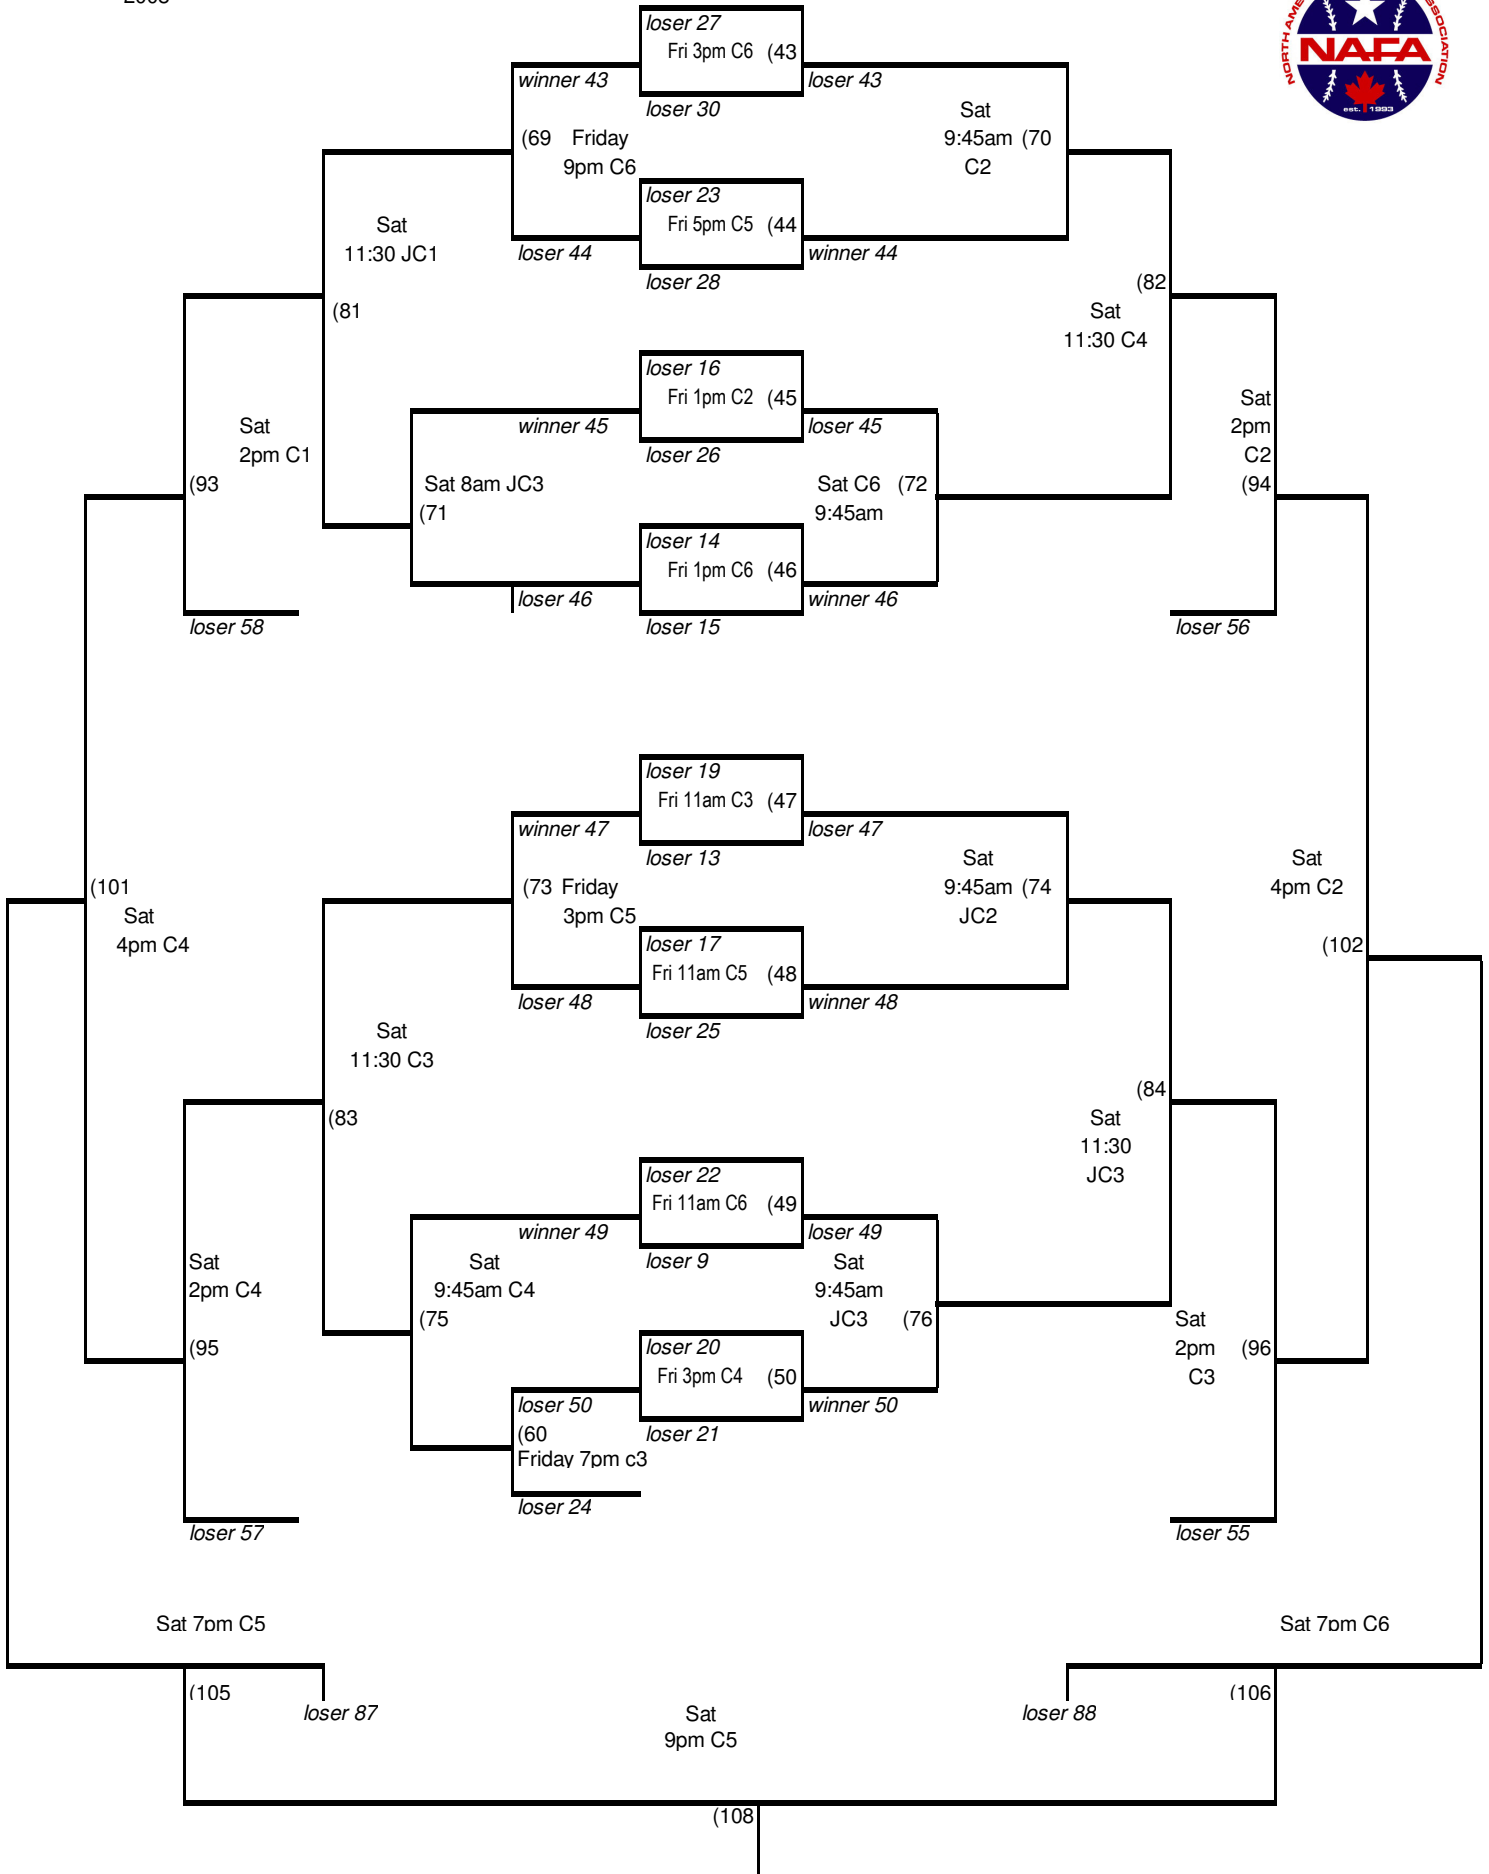 loser 27
Fri 3pm C6 (43
winner 43
loser 43
loser 30
(69 Friday
9pm C6
Sat
9:45am (70
C2
loser 23
Fri 5pm C5 (44
loser 44
winner 44
loser 28
Sat
11:30 JC1
(81
(82
Sat
11:30 C4
loser 16
Fri 1pm C2 (45
winner 45
loser 45
loser 26
Sat
2pm C1
(93
Sat
2pm
C2
(94
Sat 8am JC3
(71
Sat C6 (72
9:45am
loser 14
Fri 1pm C6 (46
loser 46
winner 46
loser 15
loser 58
loser 56
loser 19
Fri 11am C3 (47
winner 47
loser 47
loser 13
(73 Friday
3pm C5
Sat
9:45am (74
JC2
(101
Sat
4pm C4
Sat
4pm C2
(102
loser 17
Fri 11am C5 (48
loser 48
winner 48
loser 25
Sat
11:30 C3
(83
(84
Sat
11:30
JC3
loser 22
Fri 11am C6 (49
winner 49
loser 49
loser 9
Sat
2pm C4
(95
Sat
9:45am C4
(75
Sat
9:45am
JC3 (76
Sat
2pm (96
C3
loser 20
Fri 3pm C4 (50
loser 50
winner 50
loser 21
(60
Friday 7pm c3
loser 24
loser 57
loser 55
Sat 7pm C5
Sat 7pm C6
(105
loser 87
Sat
9pm C5
loser 88
(106
(108
NAFA
est. 1993
NORTH